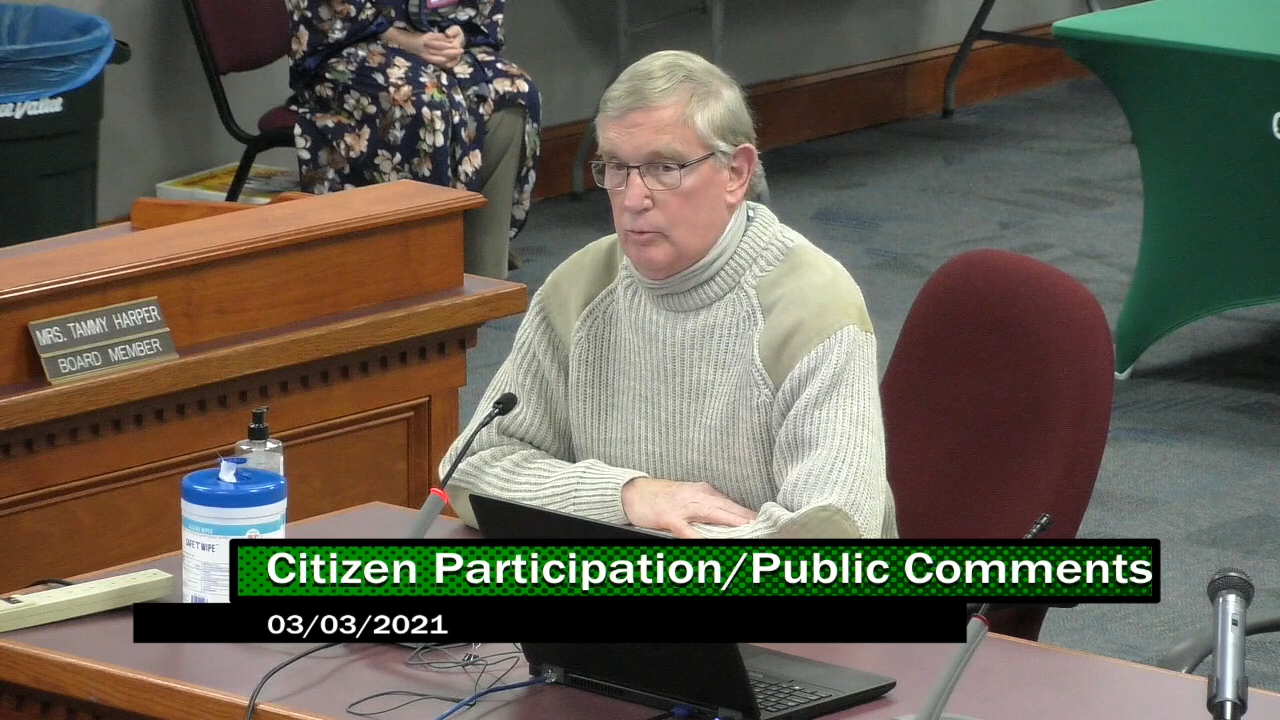 MRS. TAMMY HARPER
BOARD MEMBER
SAFE T WIPE
Citizen Participation/Public Comments
03/03/2021